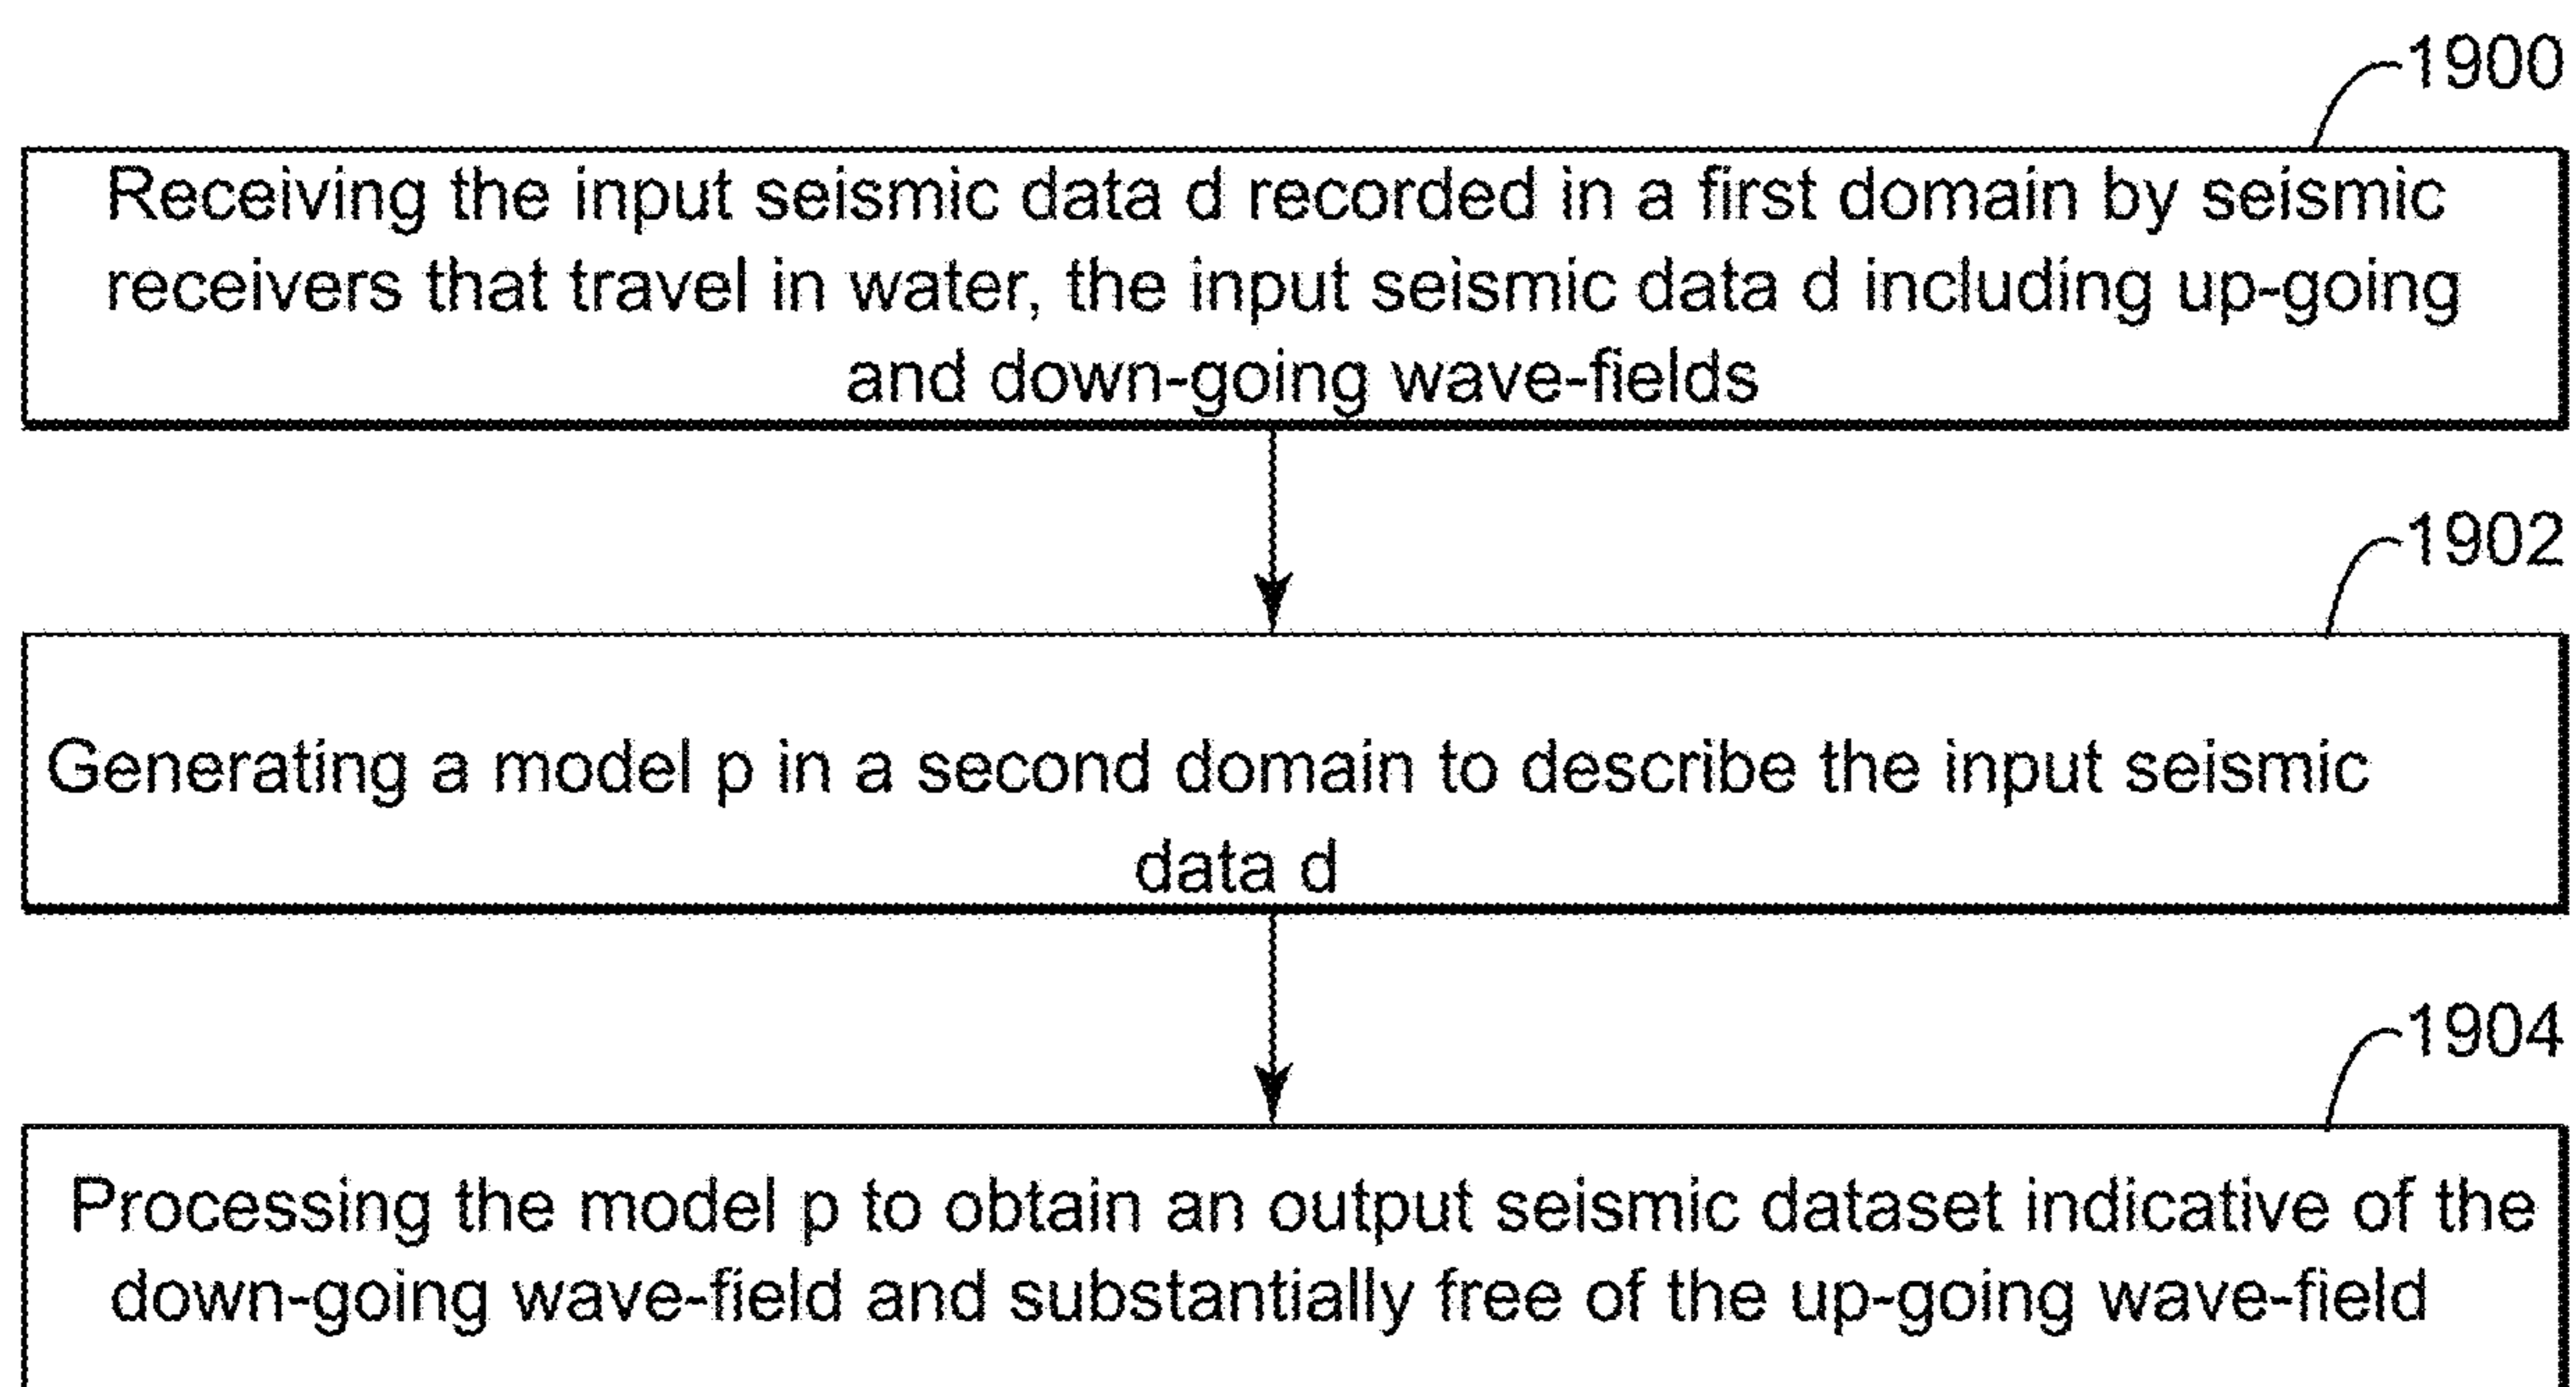 1900
Receiving the input seismic data d recorded in a first domain by seismic
receivers that travel in water, the input seismic data d including up-going
and down-going wave-fields
1902
Generating a model p in a second domain to describe the input seismic
data d
1904
Processing the model p to obtain an output seismic dataset indicative of the
down-going wave-field and substantially free of the up-going wave-field